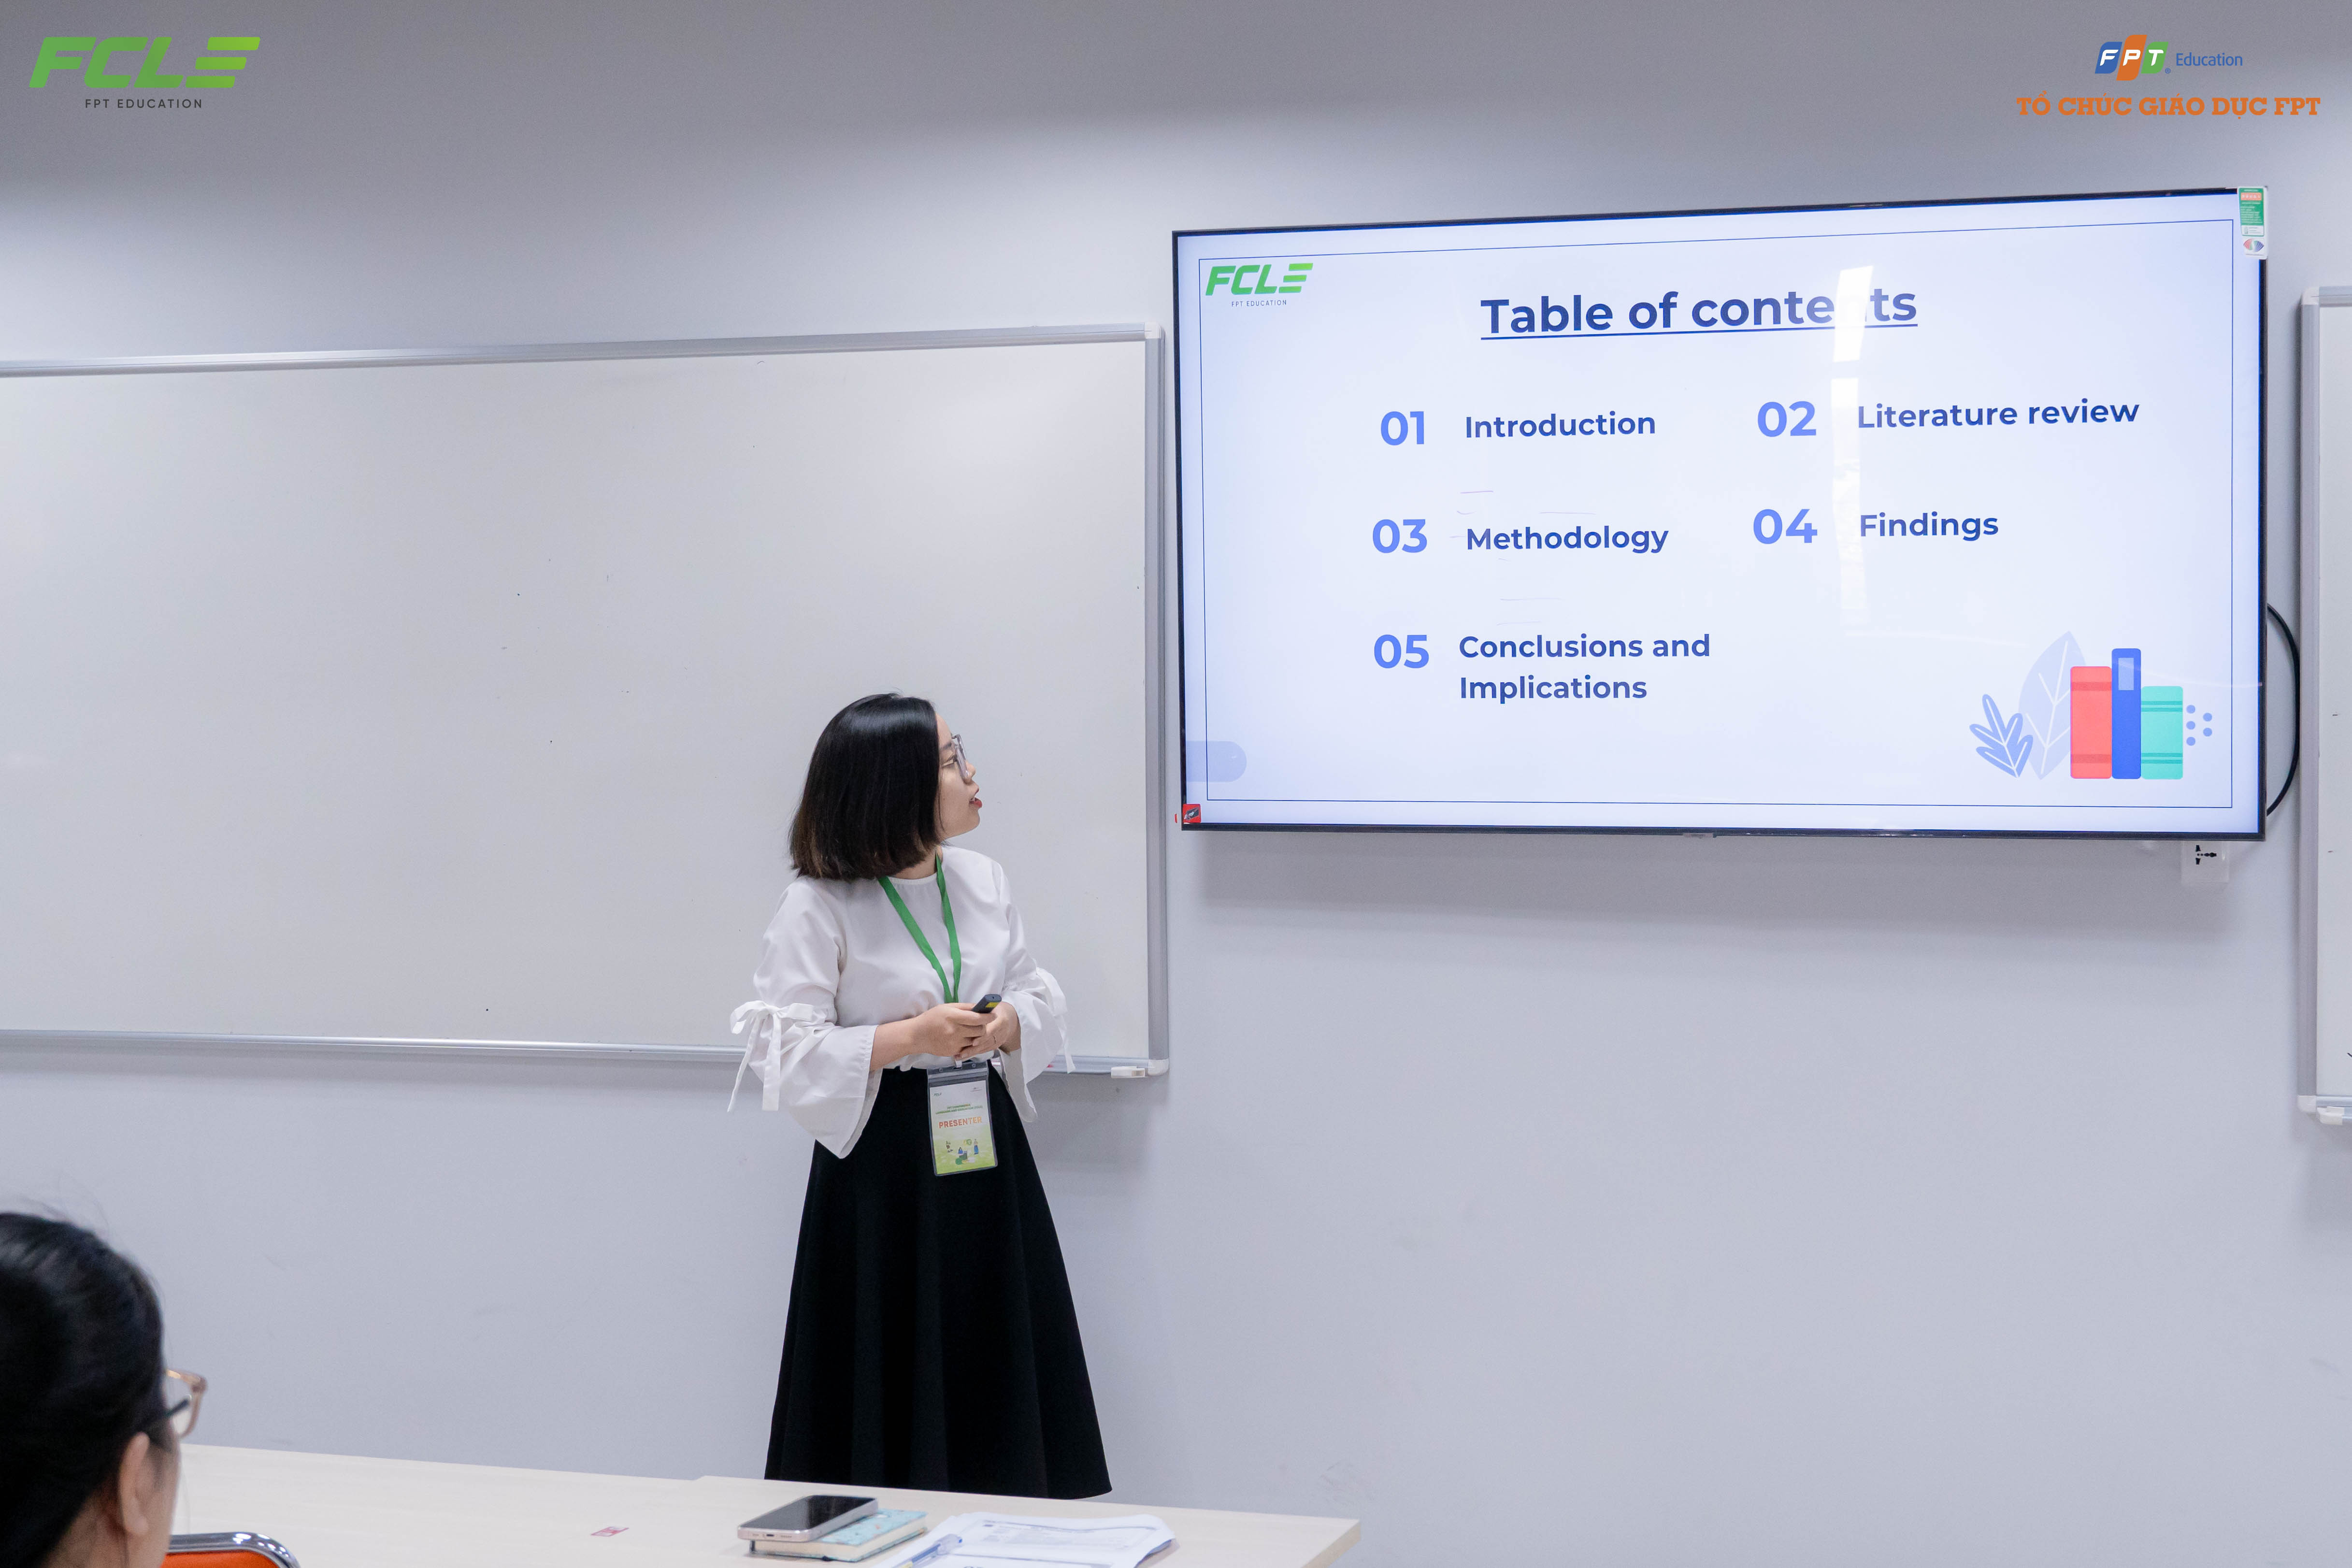 FCLE
FPT EDUCATION
FPT Education
TỔ CHỨC GIÁO DỤC FPT
FCLE
FPT EDUCATION
Table of contents
01 Introduction
02 Literature review
03 Methodology
04 Findings
05 Conclusions and
Implications
PRESENTER